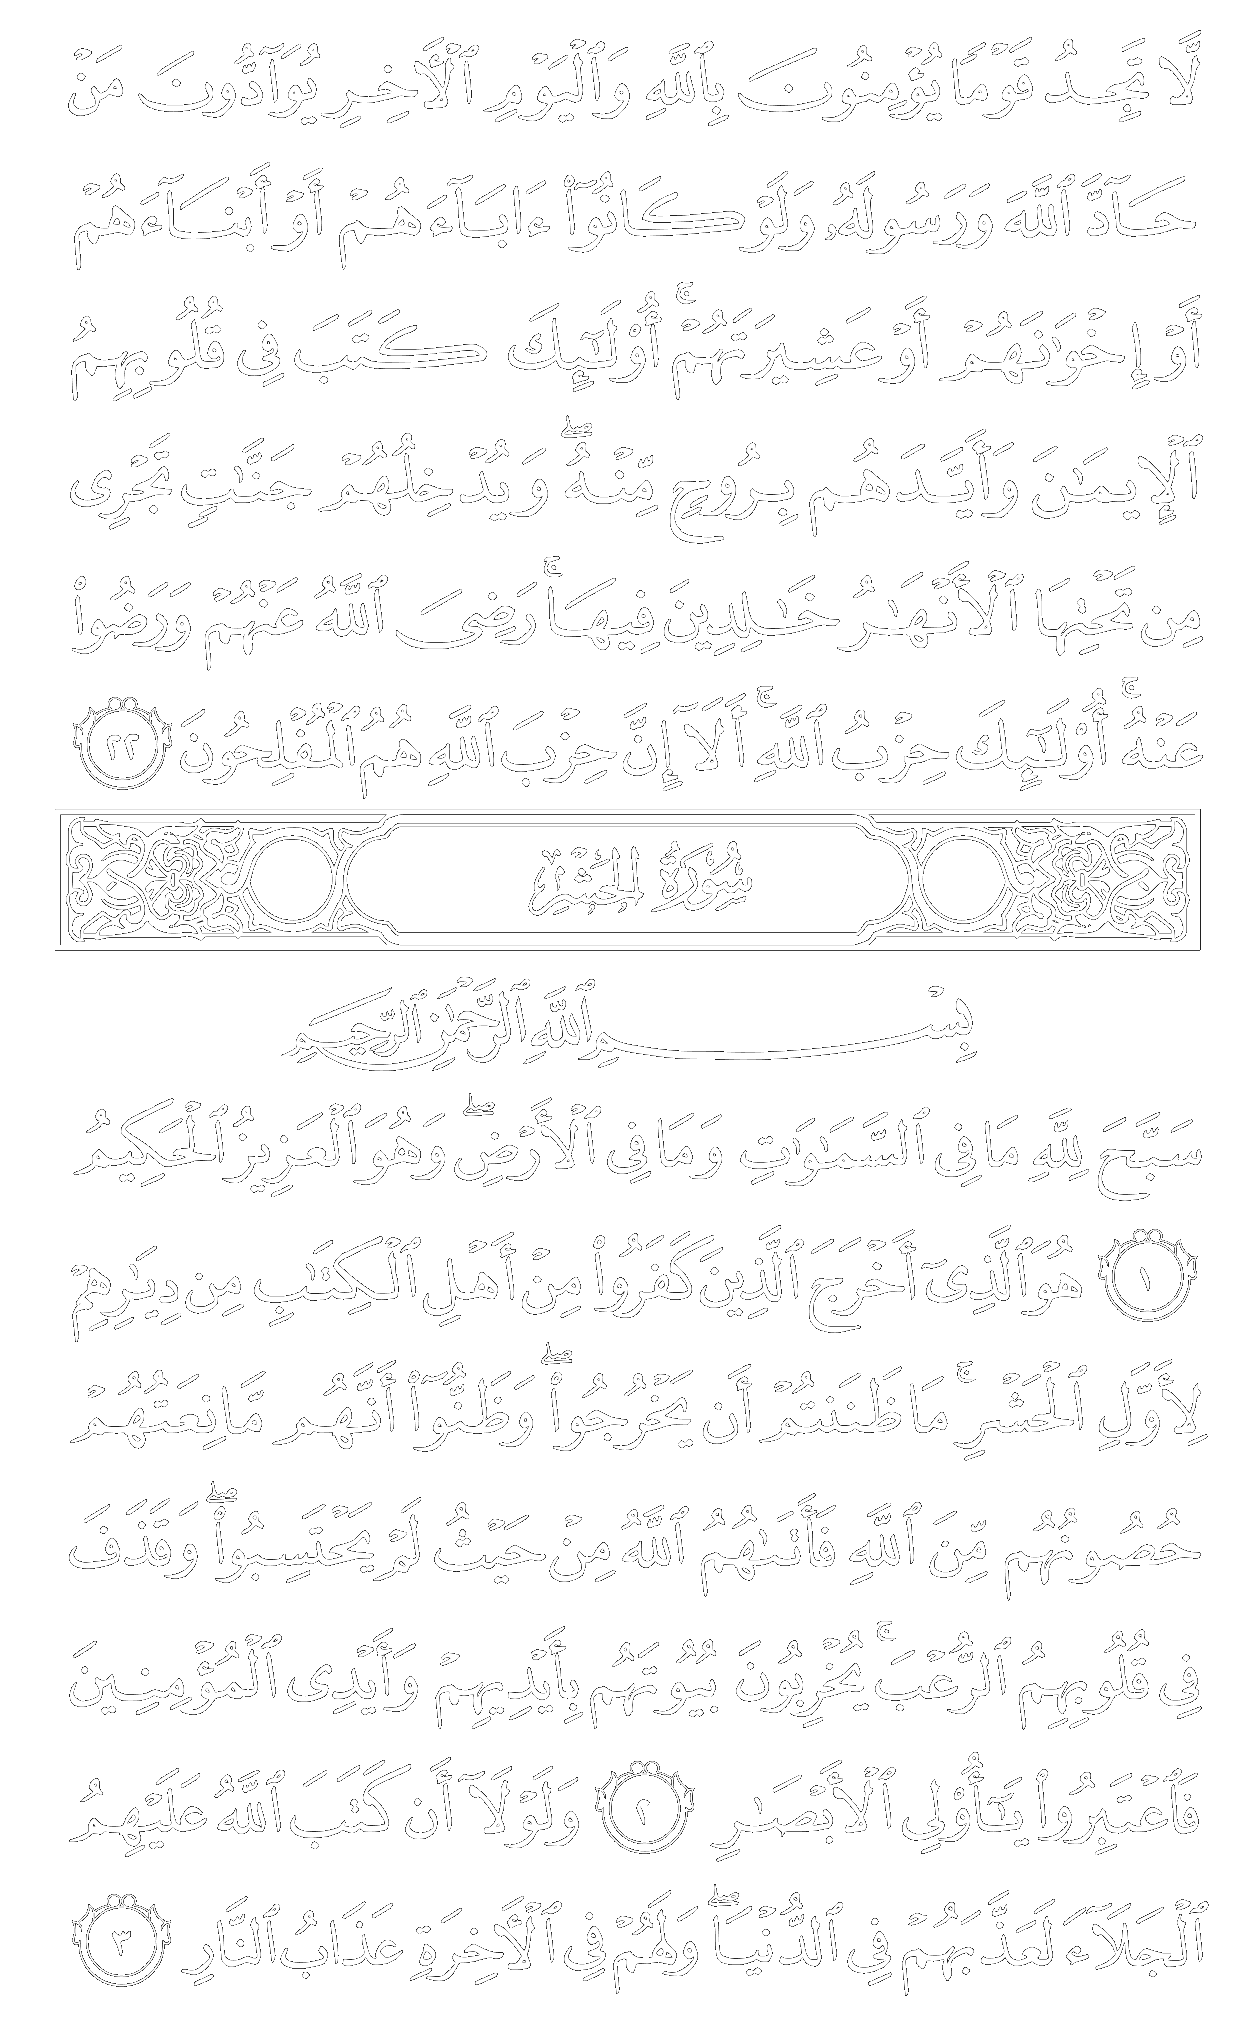 لَّا تَجِدُ قَوْمًا يُؤْمِنُونَ بِٱللَّهِ وَٱلْيَوْمِ ٱلْأَخِرِ يُوَآدُّونَ مَنْ
حَآدَّ ٱللَّهَ وَرَسُولَهُۥ وَلَوْ كَانُوٓا۟ ءَابَآءَهُمْ أَوْ أَبْنَآءَهُمْ
أَوْ إِخْوَٰنَهُمْ أَوْ عَشِيرَتَهُمْ ۚ أُو۟لَـٰٓئِكَ كَتَبَ فِى قُلُوبِهِمُ
ٱلْإِيمَـٰنَ وَأَيَّدَهُم بِرُوحٍ مِّنْهُ ۖ وَيُدْخِلُهُمْ جَنَّـٰتٍ تَجْرِى
مِن تَحْتِهَا ٱلْأَنْهَـٰرُ خَـٰلِدِينَ فِيهَا ۚ رَضِىَ ٱللَّهُ عَنْهُمْ وَرَضُوا۟
عَنْهُ ۚ أُو۟لَـٰٓئِكَ حِزْبُ ٱللَّهِ ۚ أَلَآ إِنَّ حِزْبَ ٱللَّهِ هُمُ ٱلْمُفْلِحُونَ ٢٢
سُورَةُ الحَشْرِ
بِسْمِ ٱللَّهِ ٱلرَّحْمَـٰنِ ٱلرَّحِيمِ
سَبَّحَ لِلَّهِ مَا فِى ٱلسَّمَـٰوَٰتِ وَمَا فِى ٱلْأَرْضِ ۖ وَهُوَ ٱلْعَزِيزُ ٱلْحَكِيمُ
١ هُوَ ٱلَّذِىٓ أَخْرَجَ ٱلَّذِينَ كَفَرُوا۟ مِنْ أَهْلِ ٱلْكِتَـٰبِ مِن دِيَـٰرِهِمْ
لِأَوَّلِ ٱلْحَشْرِ ۚ مَا ظَنَنتُمْ أَن يَخْرُجُوا۟ ۖ وَظَنُّوٓا۟ أَنَّهُم مَّانِعَتُهُمْ
حُصُونُهُم مِّنَ ٱللَّهِ فَأَتَىٰهُمُ ٱللَّهُ مِنْ حَيْثُ لَمْ يَحْتَسِبُوا۟ ۖ وَقَذَفَ
فِى قُلُوبِهِمُ ٱلرُّعْبَ ۚ يُخْرِبُونَ بُيُوتَهُم بِأَيْدِيهِمْ وَأَيْدِى ٱلْمُؤْمِنِينَ
فَٱعْتَبِرُوا۟ يَـٰٓأُو۟لِى ٱلْأَبْصَـٰرِ ٢ وَلَوْلَآ أَن كَتَبَ ٱللَّهُ عَلَيْهِمُ
ٱلْجَلَآءَ لَعَذَّبَهُمْ فِى ٱلدُّنْيَا ۖ وَلَهُمْ فِى ٱلْأَخِرَةِ عَذَابُ ٱلنَّارِ ٣